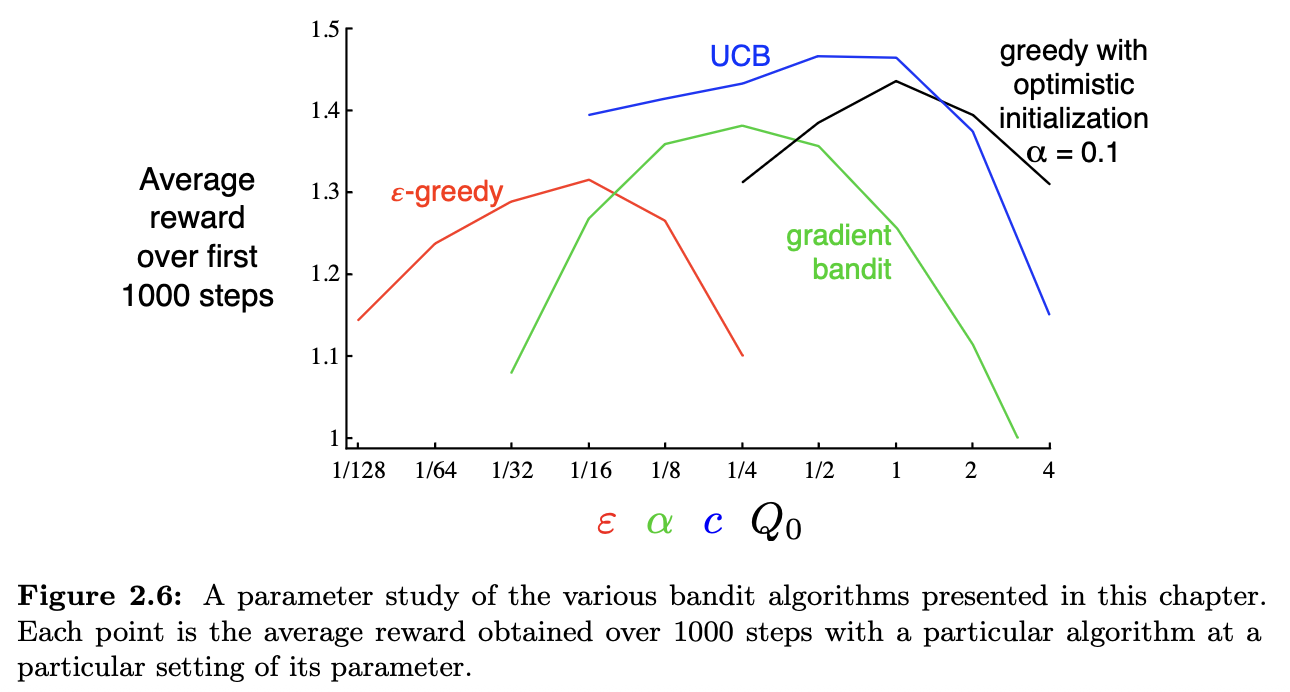 1.5
1.4
1.3
1.2
1.1
1
Average
reward
over first
1000 steps
ε-greedy
UCB
gradient
bandit
greedy with
optimistic
initialization
α = 0.1
1/128 1/64 1/32 1/16 1/8 1/4 1/2 1 2 4
ε α c Q₀
Figure 2.6: A parameter study of the various bandit algorithms presented in this chapter.
Each point is the average reward obtained over 1000 steps with a particular algorithm at a
particular setting of its parameter.